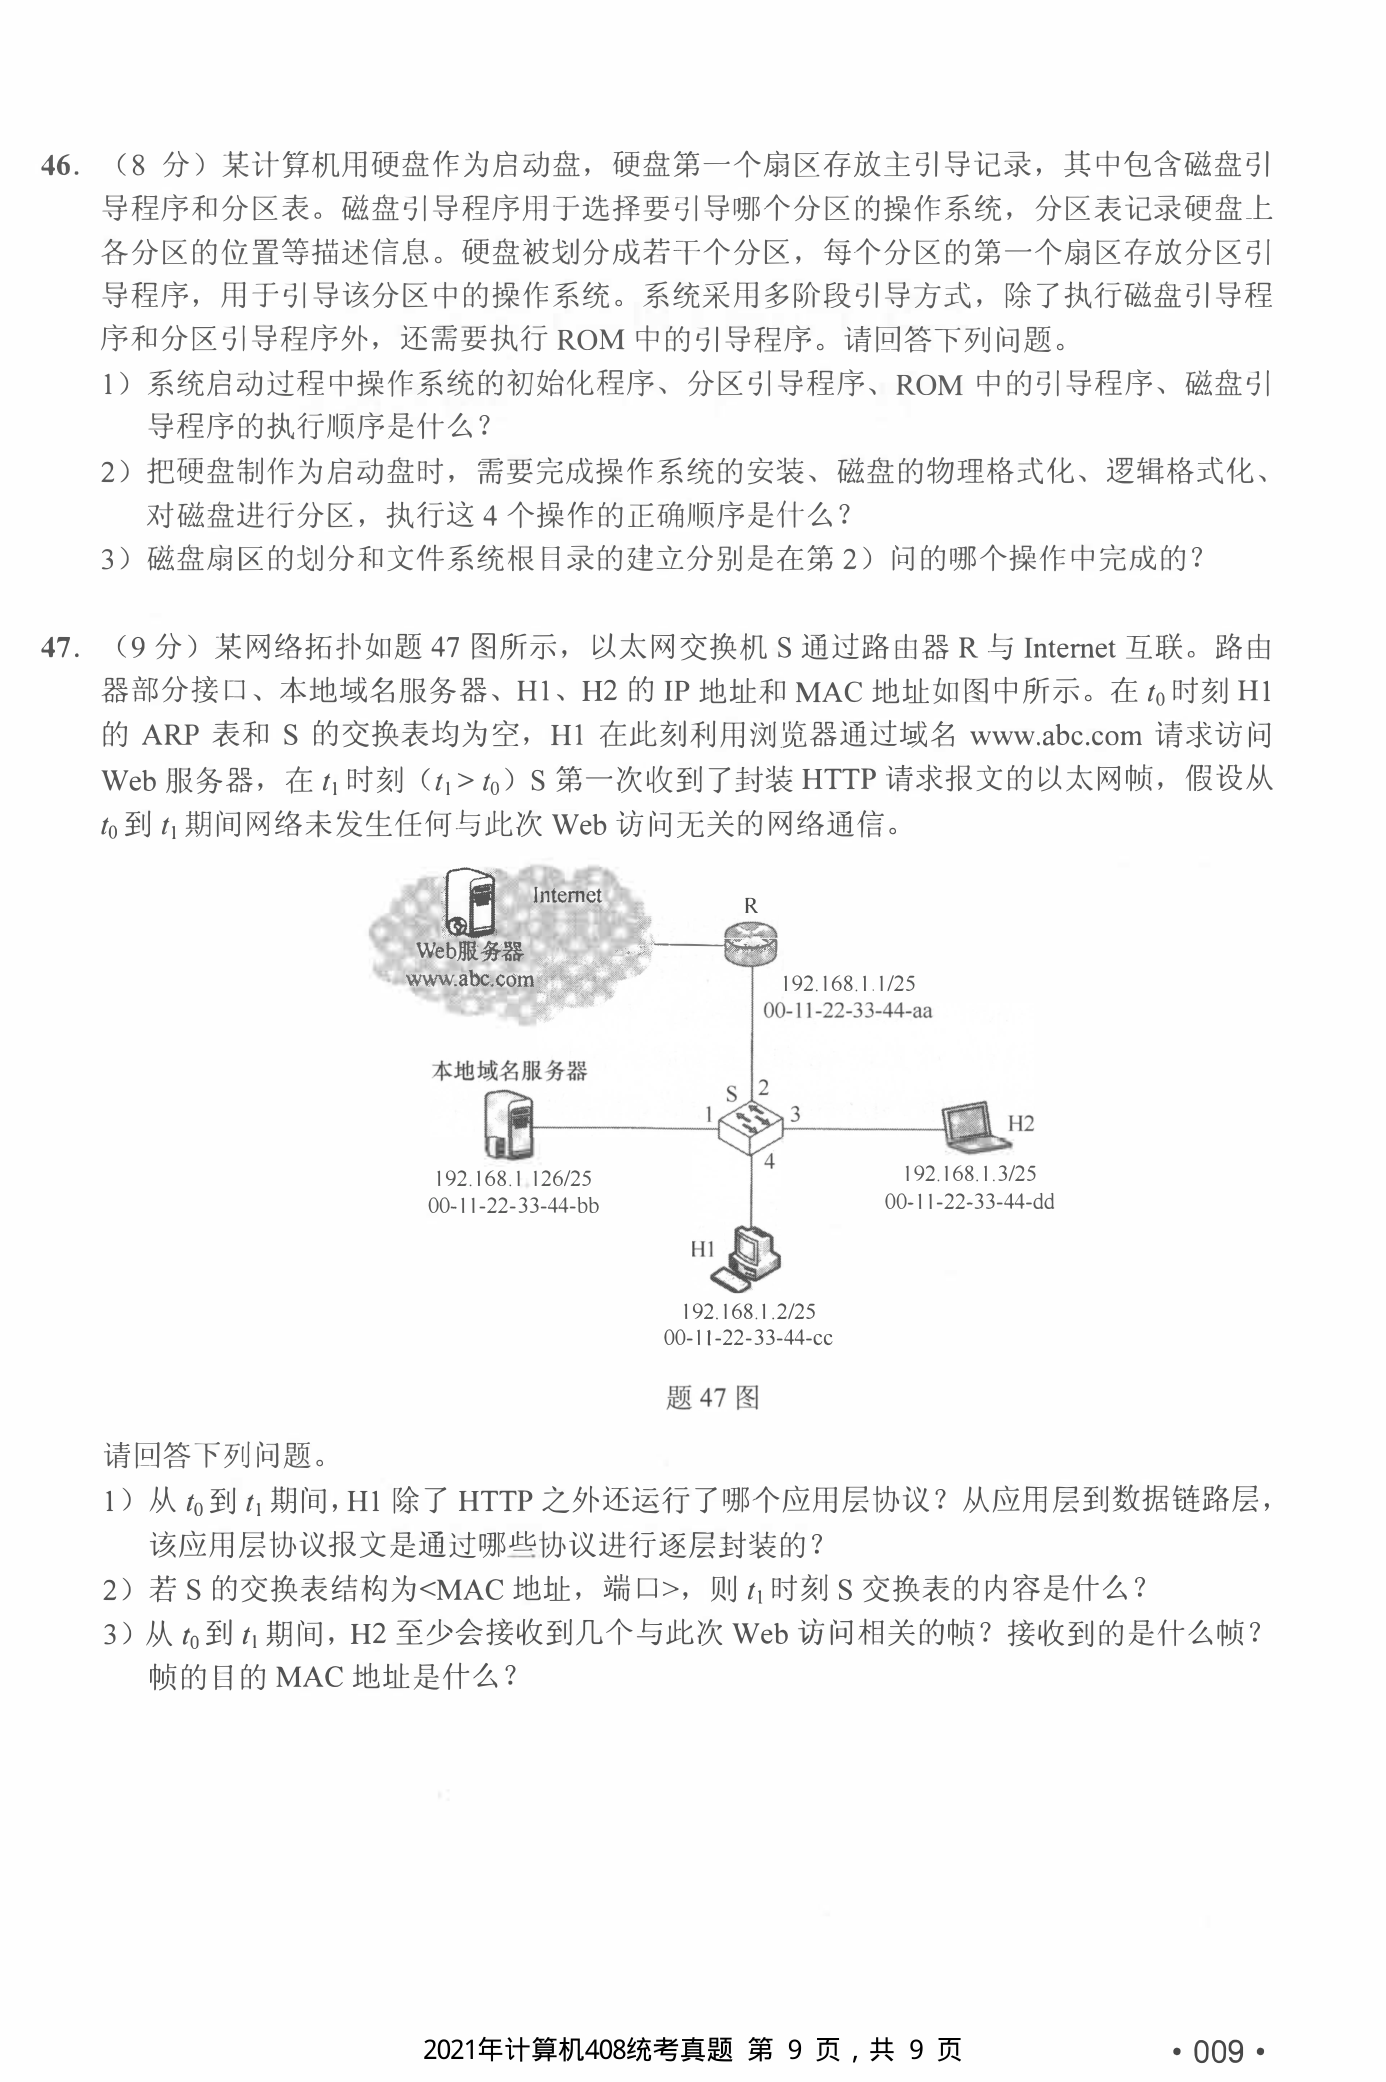 46. （8 分）某计算机用硬盘作为启动盘，硬盘第一个扇区存放主引导记录，其中包含磁盘引
导程序和分区表。磁盘引导程序用于选择要引导哪个分区的操作系统，分区表记录硬盘上
各分区的位置等描述信息。硬盘被划分成若干个分区，每个分区的第一个扇区存放分区引
导程序，用于引导该分区中的操作系统。系统采用多阶段引导方式，除了执行磁盘引导程
序和分区引导程序外，还需要执行 ROM 中的引导程序。请回答下列问题。
1）系统启动过程中操作系统的初始化程序、分区引导程序、ROM 中的引导程序、磁盘引
导程序的执行顺序是什么？
2）把硬盘制作为启动盘时，需要完成操作系统的安装、磁盘的物理格式化、逻辑格式化、
对磁盘进行分区，执行这 4 个操作的正确顺序是什么？
3）磁盘扇区的划分和文件系统根目录的建立分别是在第 2）问的哪个操作中完成的？
47. （9 分）某网络拓扑如题 47 图所示，以太网交换机 S 通过路由器 R 与 Internet 互联。路由
器部分接口、本地域名服务器、H1、H2 的 IP 地址和 MAC 地址如图中所示。在 t0 时刻 H1
的 ARP 表和 S 的交换表均为空，H1 在此刻利用浏览器通过域名 www.abc.com 请求访问
Web 服务器，在 t1 时刻（t1 > t0）S 第一次收到了封装 HTTP 请求报文的以太网帧，假设从
t0 到 t1 期间网络未发生任何与此次 Web 访问无关的网络通信。
Internet
R
Web服务器
www.abc.com
192.168.1.1/25
00-11-22-33-44-aa
本地域名服务器
S 2
1 3
H2
4
192.168.1.126/25
00-11-22-33-44-bb
192.168.1.3/25
00-11-22-33-44-dd
H1
192.168.1.2/25
00-11-22-33-44-cc
题 47 图
请回答下列问题。
1）从 t0 到 t1 期间，H1 除了 HTTP 之外还运行了哪个应用层协议？从应用层到数据链路层，
该应用层协议报文是通过哪些协议进行逐层封装的？
2）若 S 的交换表结构为<MAC 地址，端口>，则 t1 时刻 S 交换表的内容是什么？
3）从 t0 到 t1 期间，H2 至少会接收到几个与此次 Web 访问相关的帧？接收到的是什么帧？
帧的目的 MAC 地址是什么？
2021年计算机408统考真题 第 9 页，共 9 页
• 009 •